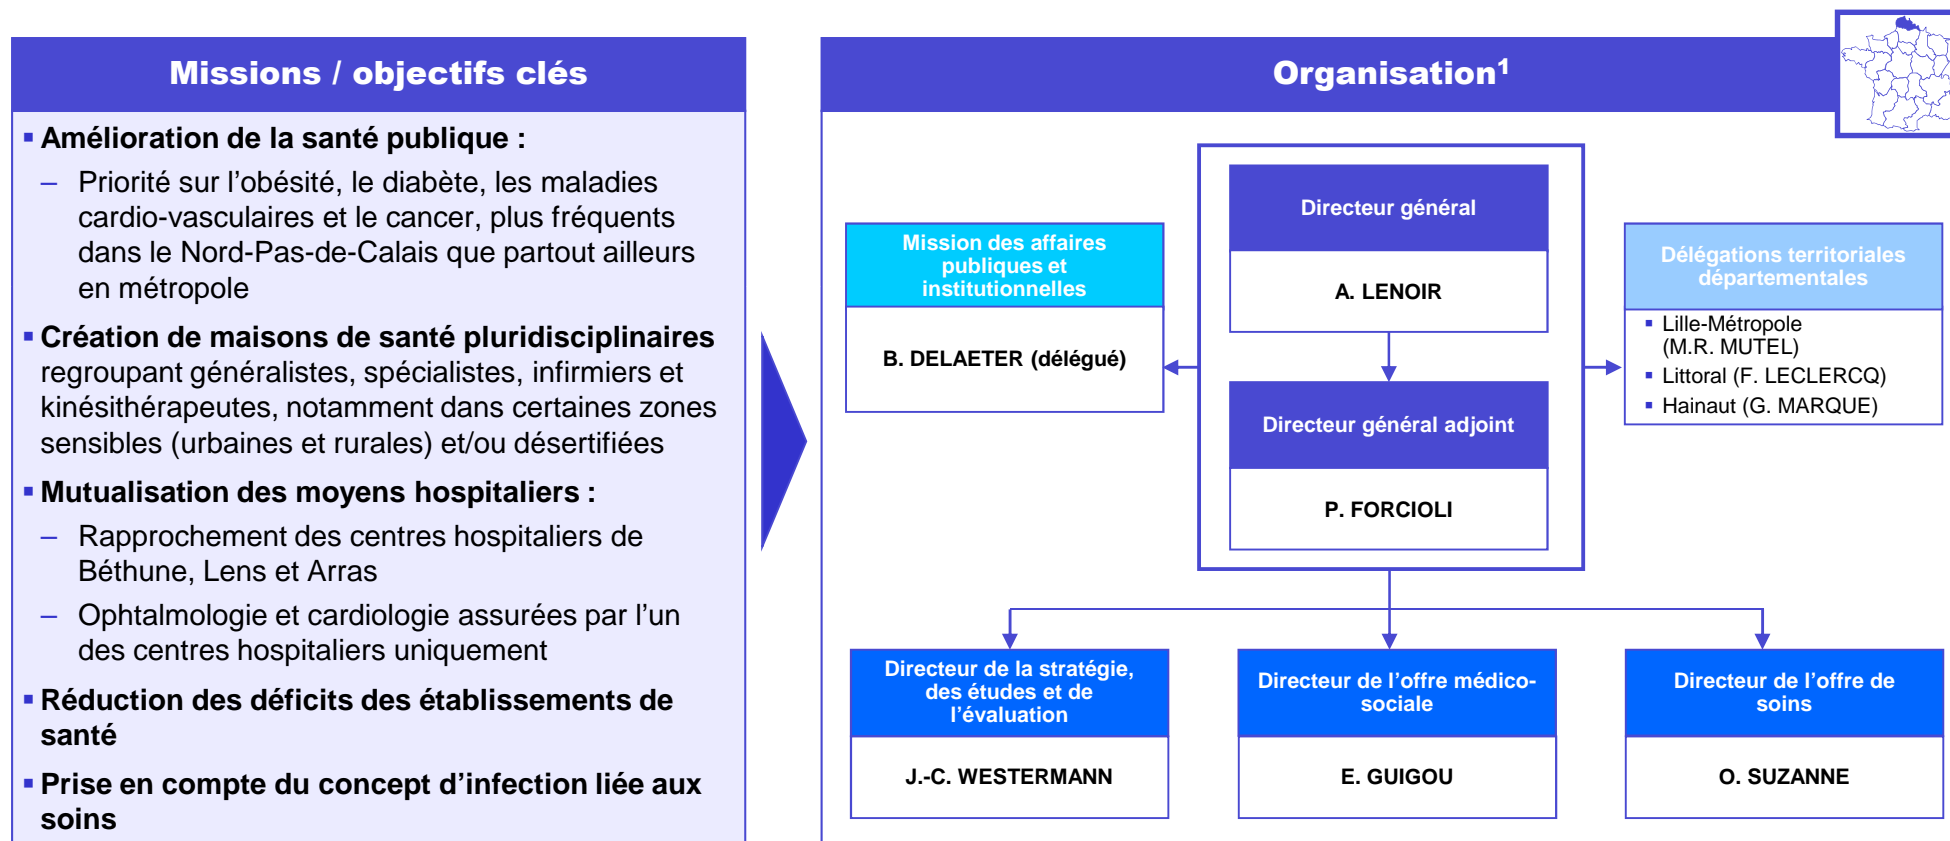 Missions / objectifs clés
▪ Amélioration de la santé publique :
– Priorité sur l’obésité, le diabète, les maladies
cardio-vasculaires et le cancer, plus fréquents
dans le Nord-Pas-de-Calais que partout ailleurs
en métropole
▪ Création de maisons de santé pluridisciplinaires
regroupant généralistes, spécialistes, infirmiers et
kinésithérapeutes, notamment dans certaines zones
sensibles (urbaines et rurales) et/ou désertifiées
▪ Mutualisation des moyens hospitaliers :
– Rapprochement des centres hospitaliers de
Béthune, Lens et Arras
– Ophtalmologie et cardiologie assurées par l’un
des centres hospitaliers uniquement
▪ Réduction des déficits des établissements de
santé
▪ Prise en compte du concept d’infection liée aux
soins
Organisation¹
Directeur général
A. LENOIR
Mission des affaires
publiques et
institutionnelles
B. DELAETER (délégué)
Délégations territoriales
départementales
▪ Lille-Métropole
(M.R. MUTEL)
▪ Littoral (F. LECLERCQ)
▪ Hainaut (G. MARQUE)
Directeur général adjoint
P. FORCIOLI
Directeur de la stratégie,
des études et de
l’évaluation
J.-C. WESTERMANN
Directeur de l’offre médico-
sociale
E. GUIGOU
Directeur de l’offre de
soins
O. SUZANNE